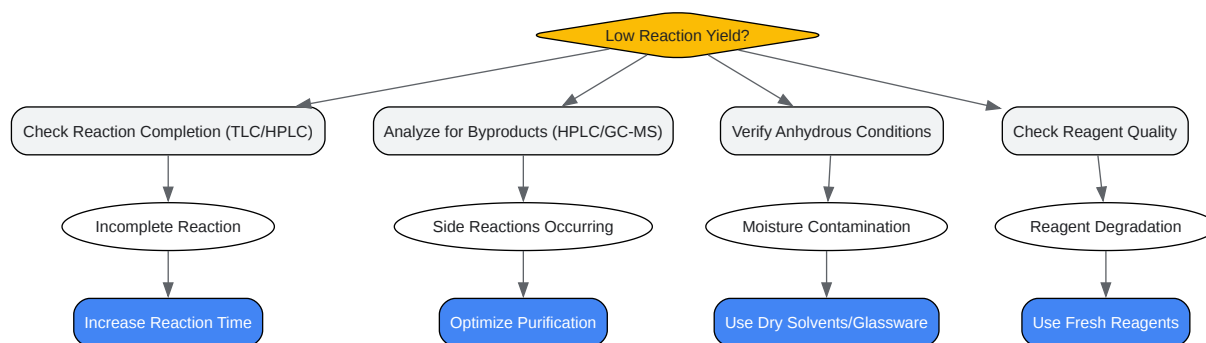 Low Reaction Yield?
Check Reaction Completion (TLC/HPLC)
Analyze for Byproducts (HPLC/GC-MS)
Verify Anhydrous Conditions
Check Reagent Quality
Incomplete Reaction
Side Reactions Occurring
Moisture Contamination
Reagent Degradation
Increase Reaction Time
Optimize Purification
Use Dry Solvents/Glassware
Use Fresh Reagents